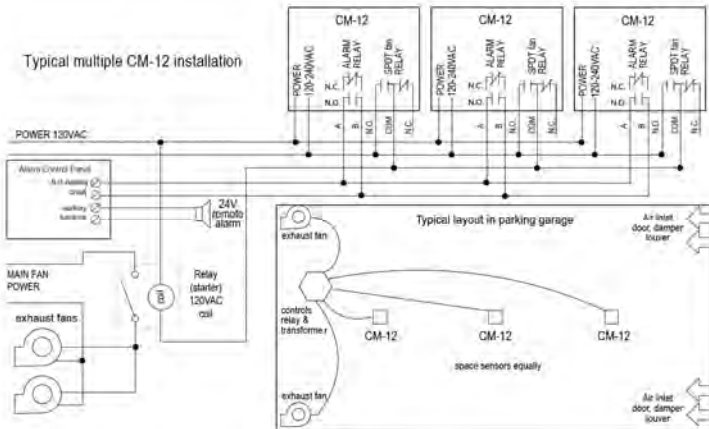 Typical multiple CM-12 installation
CM-12
CM-12
CM-12
POWER
120-240VAC
ALARM
RELAY
SPDT fan
RELAY
POWER
120-240VAC
ALARM
RELAY
SPDT fan
RELAY
POWER
120-240VAC
ALARM
RELAY
SPDT fan
RELAY
N.C.
N.O.
N.C.
N.O.
N.C.
N.O.
A
B
N.O.
COM
N.C.
A
B
N.O.
COM
N.C.
A
B
N.O.
COM
N.C.
POWER 120VAC
Alarm Control Panel
circuit
auxiliary
24V
remote
alarm
MAIN FAN
POWER
exhaust fans
coil
Relay
(starter)
120VAC
coil
Typical layout in parking garage
exhaust fan
Air inlet
door, damper
louver
controls
relay &
transformer
CM-12
CM-12
CM-12
space sensors equally
exhaust fan
Air inlet
door, damper
louver